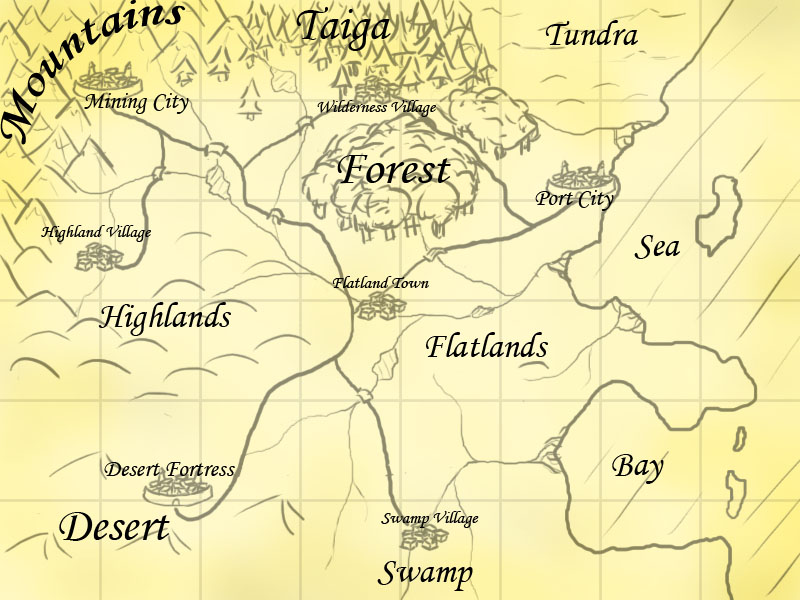 Mountains
Taiga
Tundra
Mining City
Wilderness Village
Forest
Port City
Highland Village
Sea
Flatland Town
Highlands
Flatlands
Desert Fortress
Bay
Desert
Swamp Village
Swamp